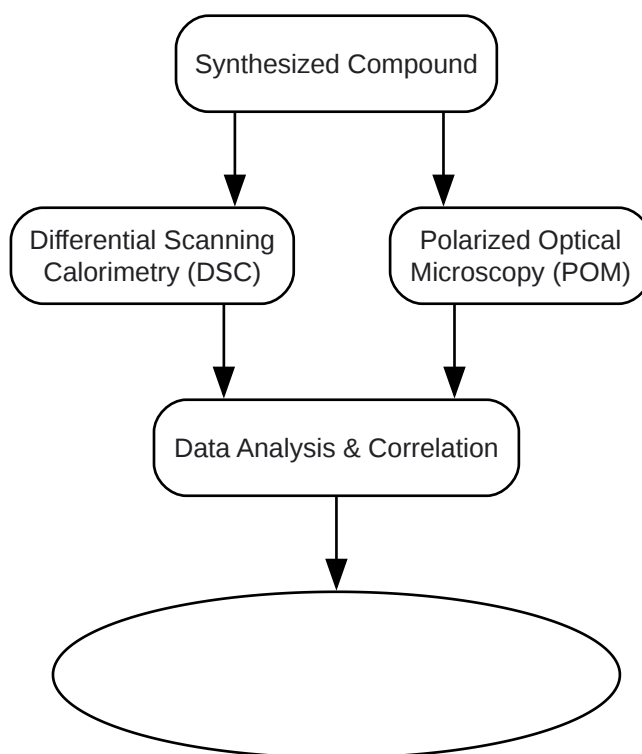 Synthesized Compound
Differential Scanning
Calorimetry (DSC)
Polarized Optical
Microscopy (POM)
Data Analysis & Correlation